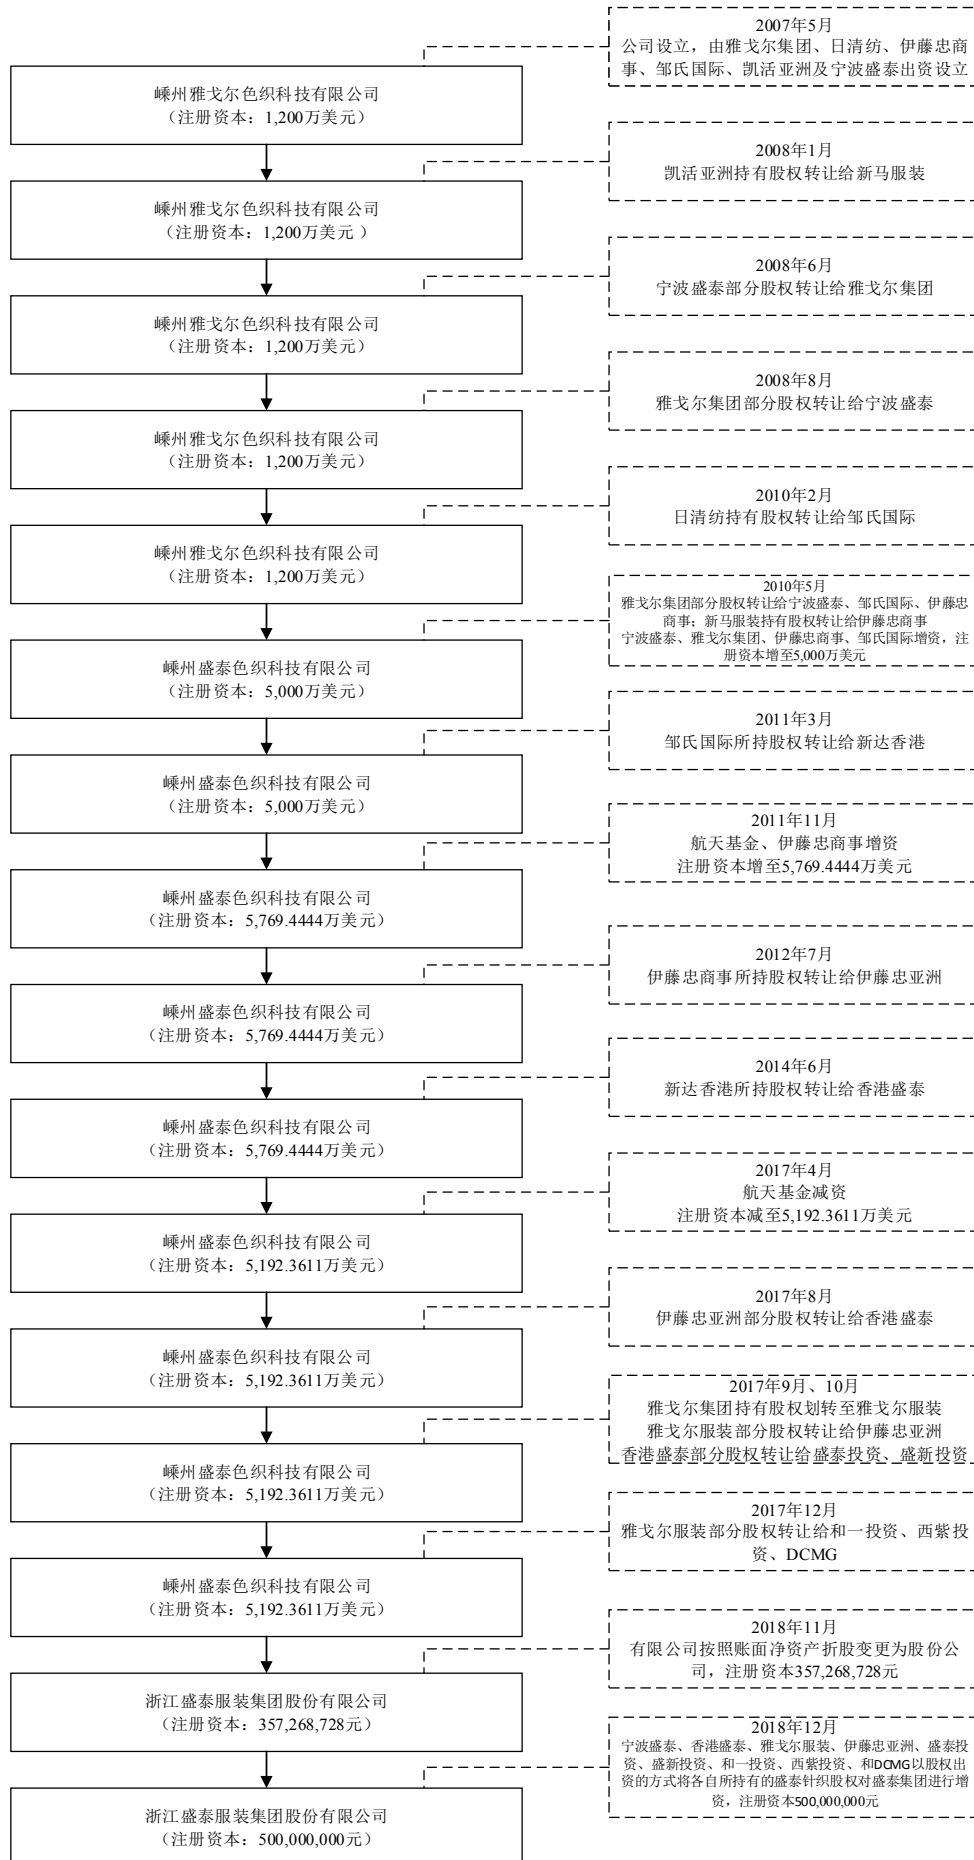 2007年5月
公司设立，由雅戈尔集团、日清纺、伊藤忠商
事、邹氏国际、凯活亚洲及宁波盛泰出资设立
嵊州雅戈尔色织科技有限公司
（注册资本：1,200万美元）
2008年1月
凯活亚洲持有股权转让给新马服装
嵊州雅戈尔色织科技有限公司
（注册资本：1,200万美元 ）
2008年6月
宁波盛泰部分股权转让给雅戈尔集团
嵊州雅戈尔色织科技有限公司
（注册资本：1,200万美元）
2008年8月
雅戈尔集团部分股权转让给宁波盛泰
嵊州雅戈尔色织科技有限公司
（注册资本：1,200万美元）
2010年2月
日清纺持有股权转让给邹氏国际
嵊州雅戈尔色织科技有限公司
（注册资本：1,200万美元）
2010年5月
雅戈尔集团部分股权转让给宁波盛泰、邹氏国际、伊藤忠
商事；新马服装持有股权转让给伊藤忠商事
宁波盛泰、雅戈尔集团、伊藤忠商事、邹氏国际增资，注
册资本增至5,000万美元
嵊州盛泰色织科技有限公司
（注册资本：5,000万美元）
2011年3月
邹氏国际所持股权转让给新达香港
嵊州盛泰色织科技有限公司
（注册资本：5,000万美元）
2011年11月
航天基金、伊藤忠商事增资
注册资本增至5,769.4444万美元
嵊州盛泰色织科技有限公司
（注册资本：5,769.4444万美元）
2012年7月
伊藤忠商事所持股权转让给伊藤忠亚洲
嵊州盛泰色织科技有限公司
（注册资本：5,769.4444万美元）
2014年6月
新达香港所持股权转让给香港盛泰
嵊州盛泰色织科技有限公司
（注册资本：5,769.4444万美元）
2017年4月
航天基金减资
注册资本减至5,192.3611万美元
嵊州盛泰色织科技有限公司
（注册资本：5,192.3611万美元）
2017年8月
伊藤忠亚洲部分股权转让给香港盛泰
嵊州盛泰色织科技有限公司
（注册资本：5,192.3611万美元）
2017年9月、10月
雅戈尔集团持有股权划转至雅戈尔服装
雅戈尔服装部分股权转让给伊藤忠亚洲
香港盛泰部分股权转让给盛泰投资、盛新投资
嵊州盛泰色织科技有限公司
（注册资本：5,192.3611万美元）
2017年12月
雅戈尔服装部分股权转让给和一投资、西紫投
资、DCMG
嵊州盛泰色织科技有限公司
（注册资本：5,192.3611万美元）
2018年11月
有限公司按照账面净资产折股变更为股份公
司，注册资本357,268,728元
浙江盛泰服装集团股份有限公司
（注册资本：357,268,728元）
2018年12月
宁波盛泰、香港盛泰、雅戈尔服装、伊藤忠亚洲、盛泰投
资、盛新投资、和一投资、西紫投资、和DCMG以股权出
资的方式将各自所持有的盛泰针织股权对盛泰集团进行增
资，注册资本500,000,000元
浙江盛泰服装集团股份有限公司
（注册资本：500,000,000元）